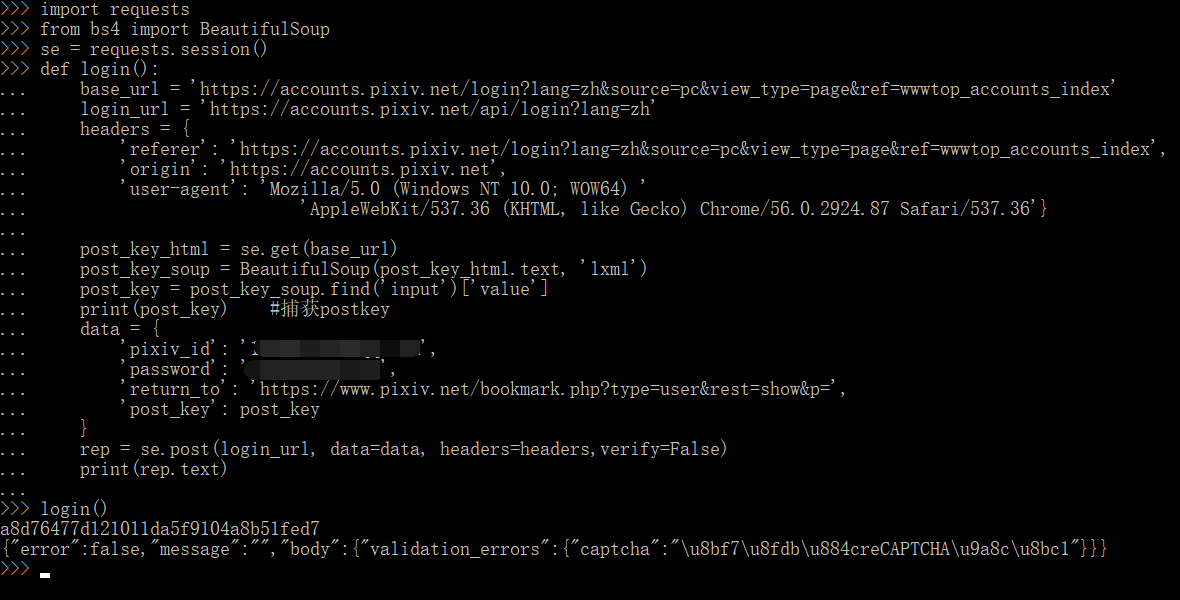 >>> import requests
>>> from bs4 import BeautifulSoup
>>> se = requests.session()
>>> def login():
...     base_url = 'https://accounts.pixiv.net/login?lang=zh&source=pc&view_type=page&ref=wwwtop_accounts_index'
...     login_url = 'https://accounts.pixiv.net/api/login?lang=zh'
...     headers = {
...         'referer': 'https://accounts.pixiv.net/login?lang=zh&source=pc&view_type=page&ref=wwwtop_accounts_index',
...         'origin': 'https://accounts.pixiv.net',
...         'user-agent': 'Mozilla/5.0 (Windows NT 10.0; WOW64) '
...                       'AppleWebKit/537.36 (KHTML, like Gecko) Chrome/56.0.2924.87 Safari/537.36'}
...
...     post_key_html = se.get(base_url)
...     post_key_soup = BeautifulSoup(post_key_html.text, 'lxml')
...     post_key = post_key_soup.find('input')['value']
...     print(post_key)    #捕获postkey
...     data = {
...         'pixiv_id': '
...         'password': '',
...         'return_to': 'https://www.pixiv.net/bookmark.php?type=user&rest=show&p=',
...         'post_key': post_key
...     }
...     rep = se.post(login_url, data=data, headers=headers,verify=False)
...     print(rep.text)
...
>>> login()
a8d76477d121011da5f9104a8b51fed7
{"error":false,"message":"","body":{"validation_errors":{"captcha":"\u8bf7\u8fdb\u884creCAPTCHA\u9a8c\u8bc1"}}}
>>>